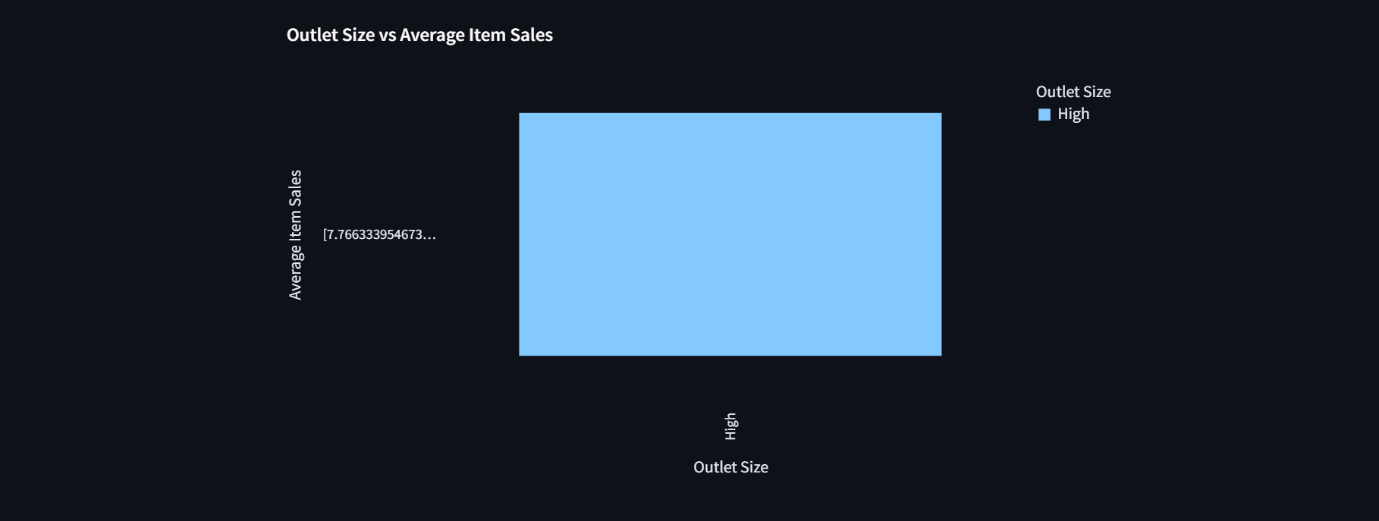 Outlet Size vs Average Item Sales
Outlet Size
High
Average Item Sales
[7.766333954673…
High
Outlet Size